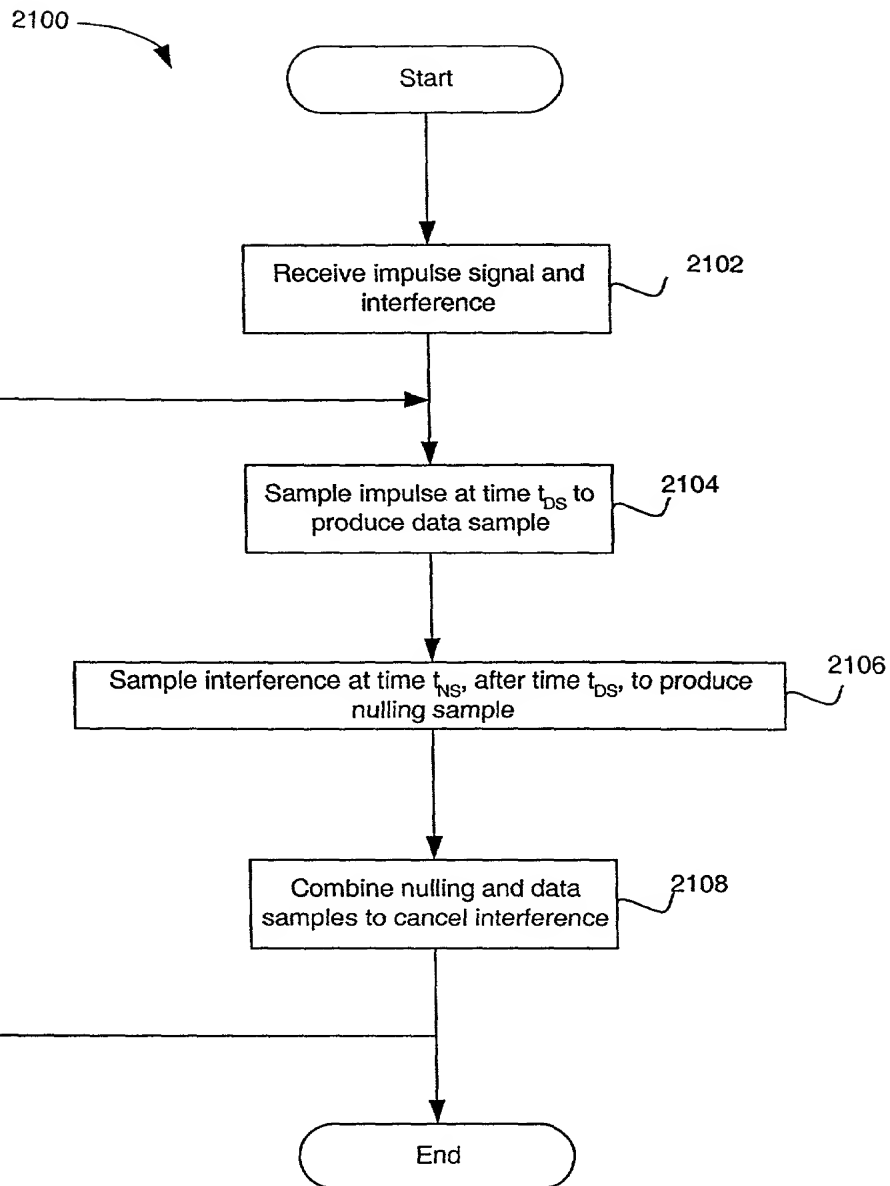 2100
Start
Receive impulse signal and
interference
2102
Sample impulse at time t_DS to
produce data sample
2104
Sample interference at time t_NS, after time t_DS, to produce
nulling sample
2106
Combine nulling and data
samples to cancel interference
2108
End